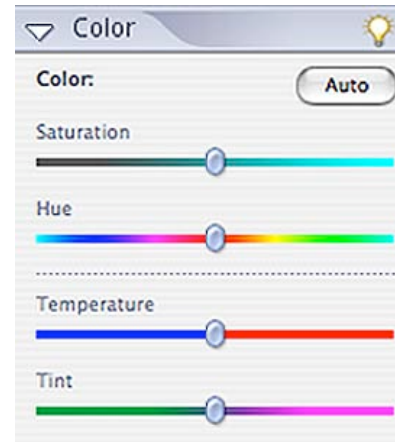 Color
Color:
Auto
Saturation
Hue
Temperature
Tint